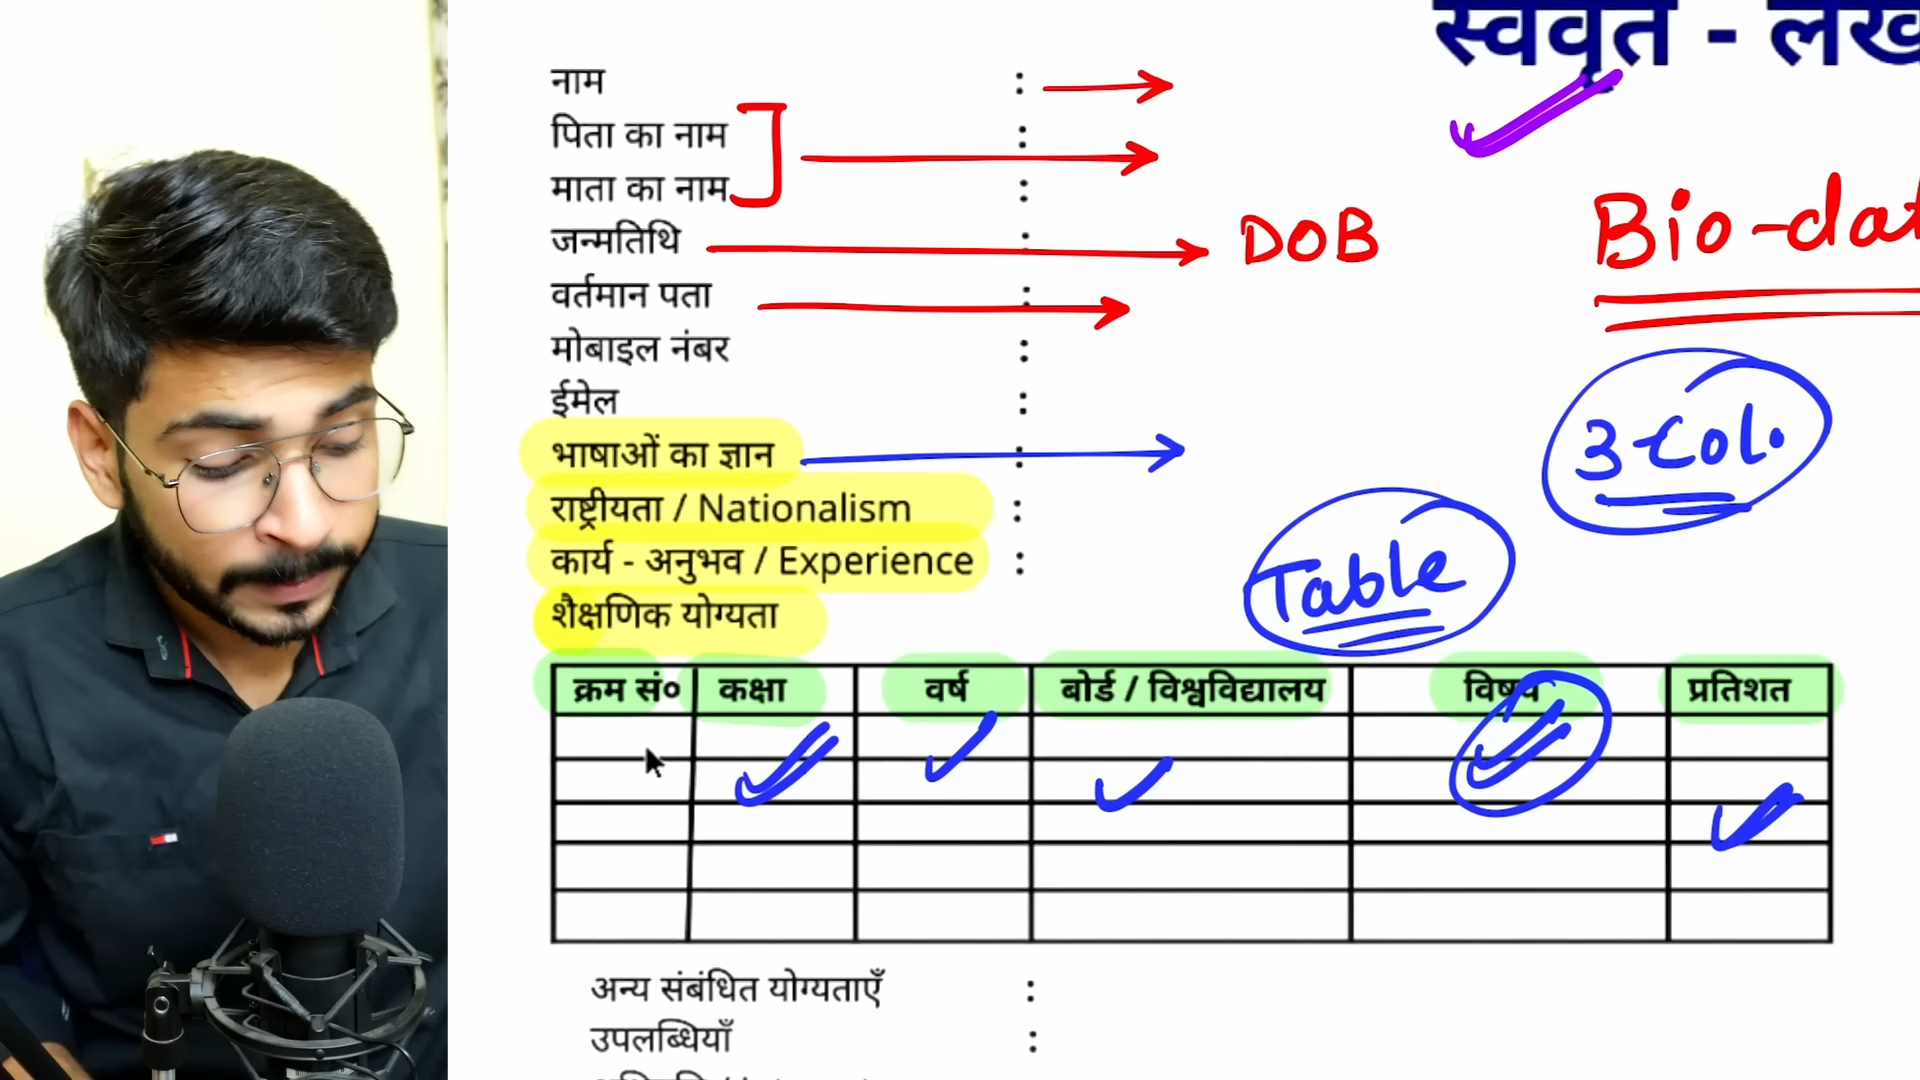 स्ववृत - लेख
नाम :
पिता का नाम :
माता का नाम :
जन्मतिथि : DOB
Bio-dat
वर्तमान पता :
मोबाइल नंबर :
ईमेल :
3-Col.
भाषाओं का ज्ञान :
राष्ट्रीयता / Nationalism :
कार्य - अनुभव / Experience :
Table
शैक्षणिक योग्यता
क्रम सं० कक्षा वर्ष बोर्ड / विश्वविद्यालय विषय प्रतिशत
अन्य संबंधित योग्यताएँ :
उपलब्धियाँ :